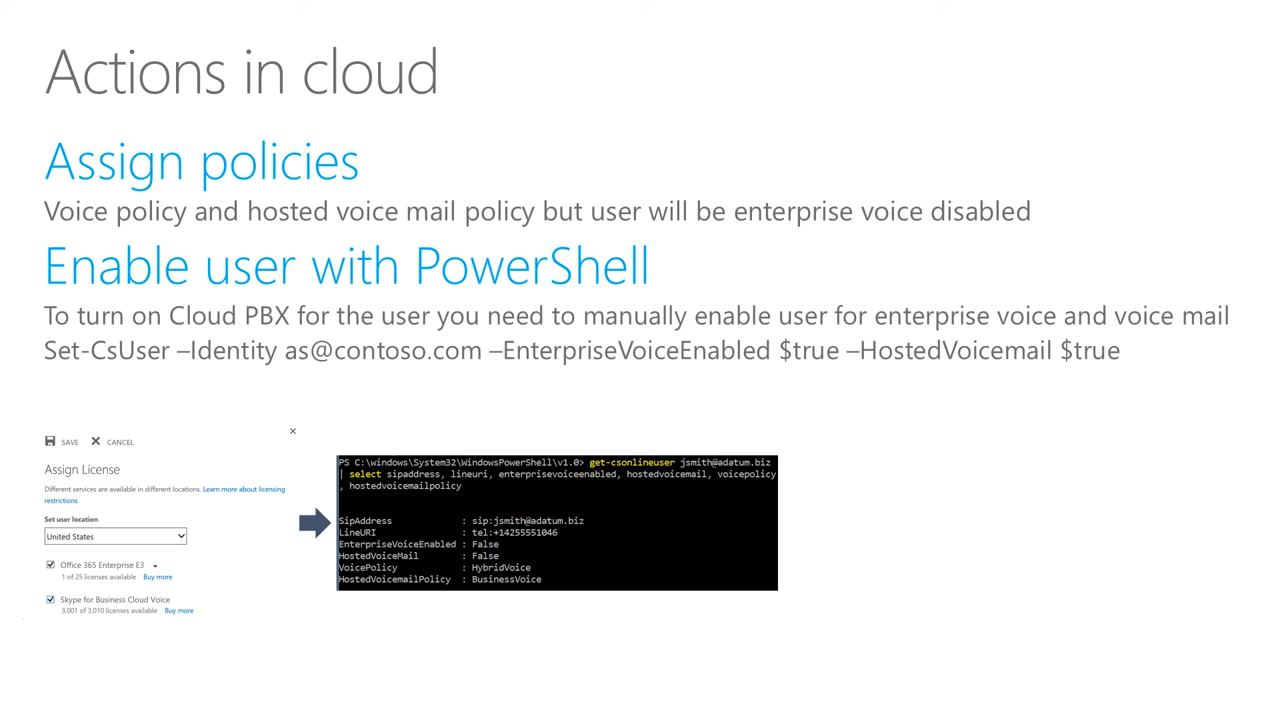 Actions in cloud
Assign policies
Voice policy and hosted voice mail policy but user will be enterprise voice disabled
Enable user with PowerShell
To turn on Cloud PBX for the user you need to manually enable user for enterprise voice and voice mail
Set-CsUser –Identity as@contoso.com –EnterpriseVoiceEnabled $true –HostedVoicemail $true
SAVE CANCEL
Assign License
Different services are available in different locations. Learn more about licensing
restrictions
Set user location
United States
Office 365 Enterprise E3
1 of 25 licenses available Buy more
Skype for Business Cloud Voice
3,001 of 3,010 licenses available Buy more
PS C:\windows\System32\WindowsPowerShell\v1.0> get-csonlineuser jsmith@adatum.biz
| select sipaddress, lineuri, enterprisevoiceenabled, hostedvoicemail, voicepolicy
, hostedvoicemailpolicy
SipAddress : sip:jsmith@adatum.biz
LineURI : tel:+14255551046
EnterpriseVoiceEnabled : False
HostedVoiceMail : False
VoicePolicy : HybridVoice
HostedVoicemailPolicy : BusinessVoice